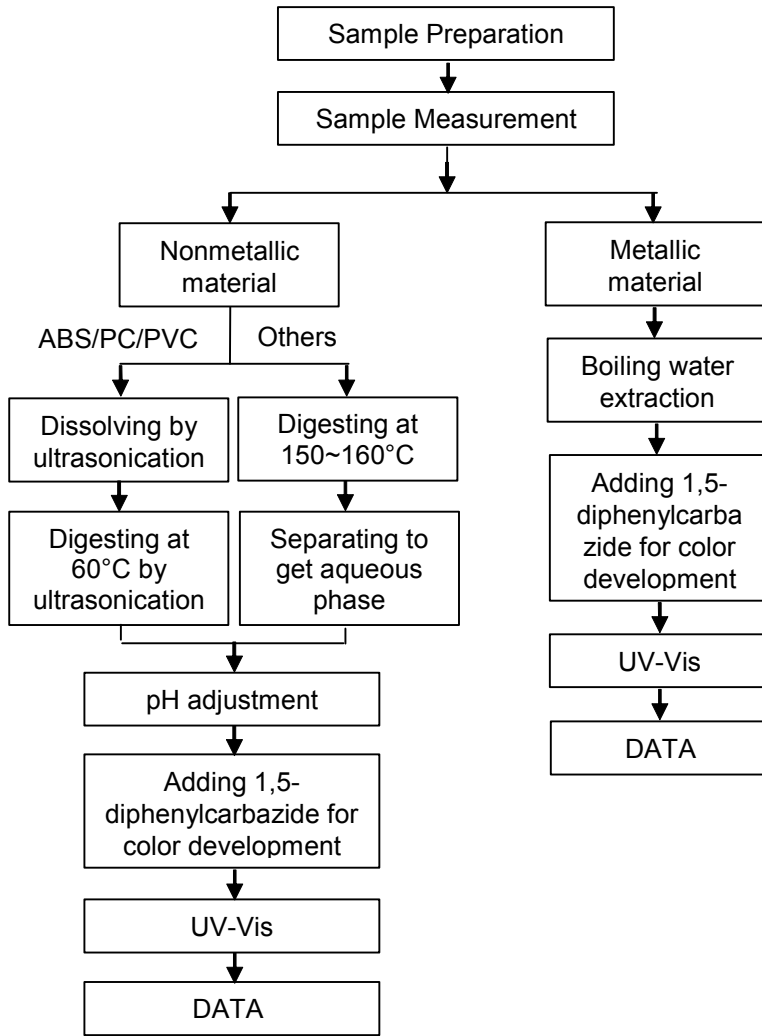 Sample Preparation
Sample Measurement
Nonmetallic
material
ABS/PC/PVC
Others
Dissolving by
ultrasonication
Digesting at
150~160°C
Digesting at
60°C by
ultrasonication
Separating to
get aqueous
phase
pH adjustment
Adding 1,5-
diphenylcarbazide for
color development
UV-Vis
DATA
Metallic
material
Boiling water
extraction
Adding 1,5-
diphenylcarba
zide for color
development
UV-Vis
DATA